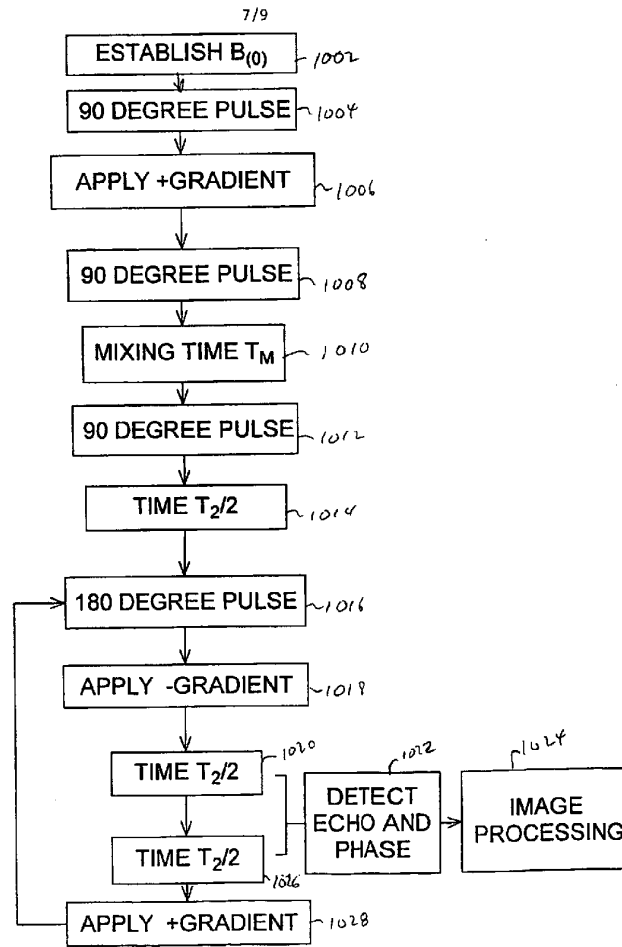 7/9
ESTABLISH B(0)
1002
90 DEGREE PULSE
1004
APPLY +GRADIENT
1006
90 DEGREE PULSE
1008
MIXING TIME TM
1010
90 DEGREE PULSE
1012
TIME T2/2
1014
180 DEGREE PULSE
1016
APPLY -GRADIENT
1018
TIME T2/2
1020
TIME T2/2
1026
DETECT
ECHO AND
PHASE
1022
IMAGE
PROCESSING
1024
APPLY +GRADIENT
1028